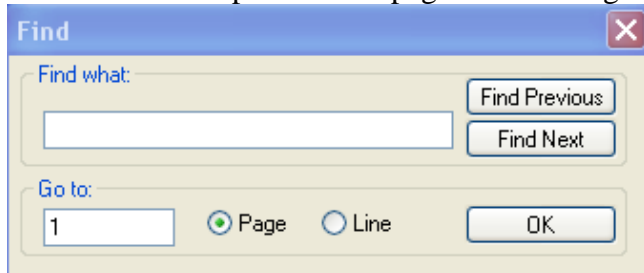 Find
Find what:
Find Previous
Find Next
Go to:
1 Page Line OK